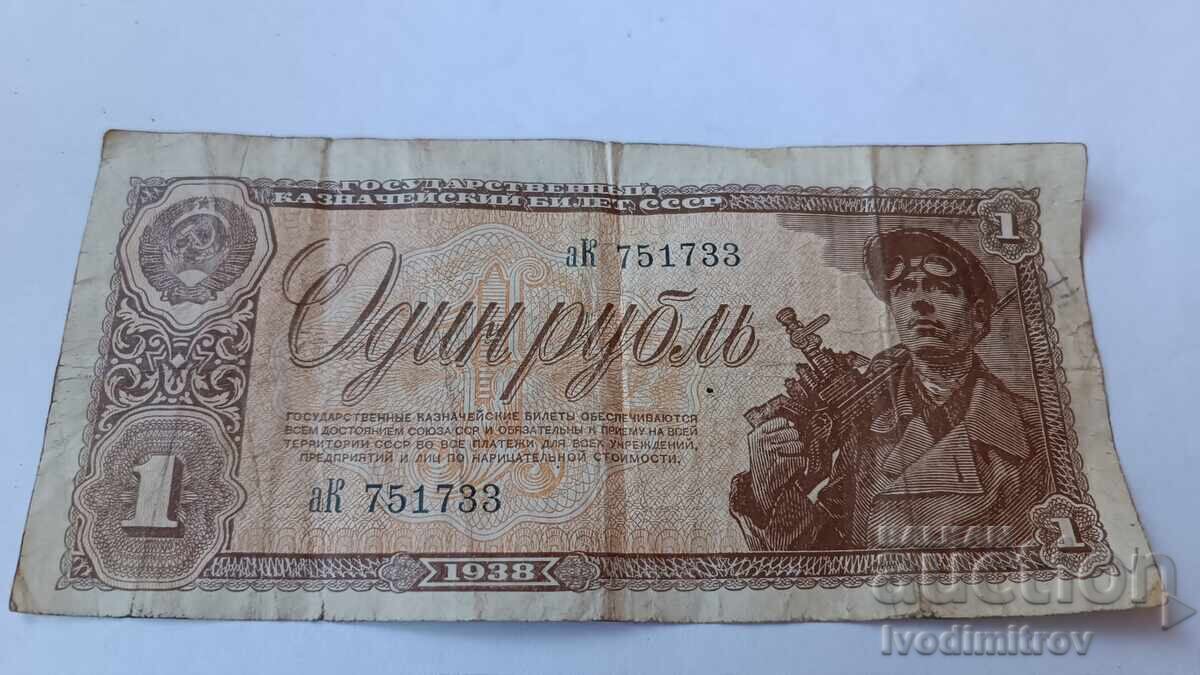 ГОСУДАРСТВЕННЫЙ
КАЗНАЧЕЙСКИЙ БИЛЕТ СССР
1
аК 751733
Один рубль
ГОСУДАРСТВЕННЫЕ КАЗНАЧЕЙСКИЕ БИЛЕТЫ ОБЕСПЕЧИВАЮТСЯ
ВСЕМ ДОСТОЯНИЕМ СОЮЗА ССР И ОБЯЗАТЕЛЬНЫ К ПРИЕМУ НА ВСЕЙ
ТЕРРИТОРИИ СССР ВО ВСЕ ПЛАТЕЖИ ДЛЯ ВСЕХ УЧРЕЖДЕНИЙ,
ПРЕДПРИЯТИЙ И ЛИЦ ПО НАРИЦАТЕЛЬНОЙ СТОИМОСТИ.
1
аК 751733
1
1938
BALKAN
auction
Ivodimitrov